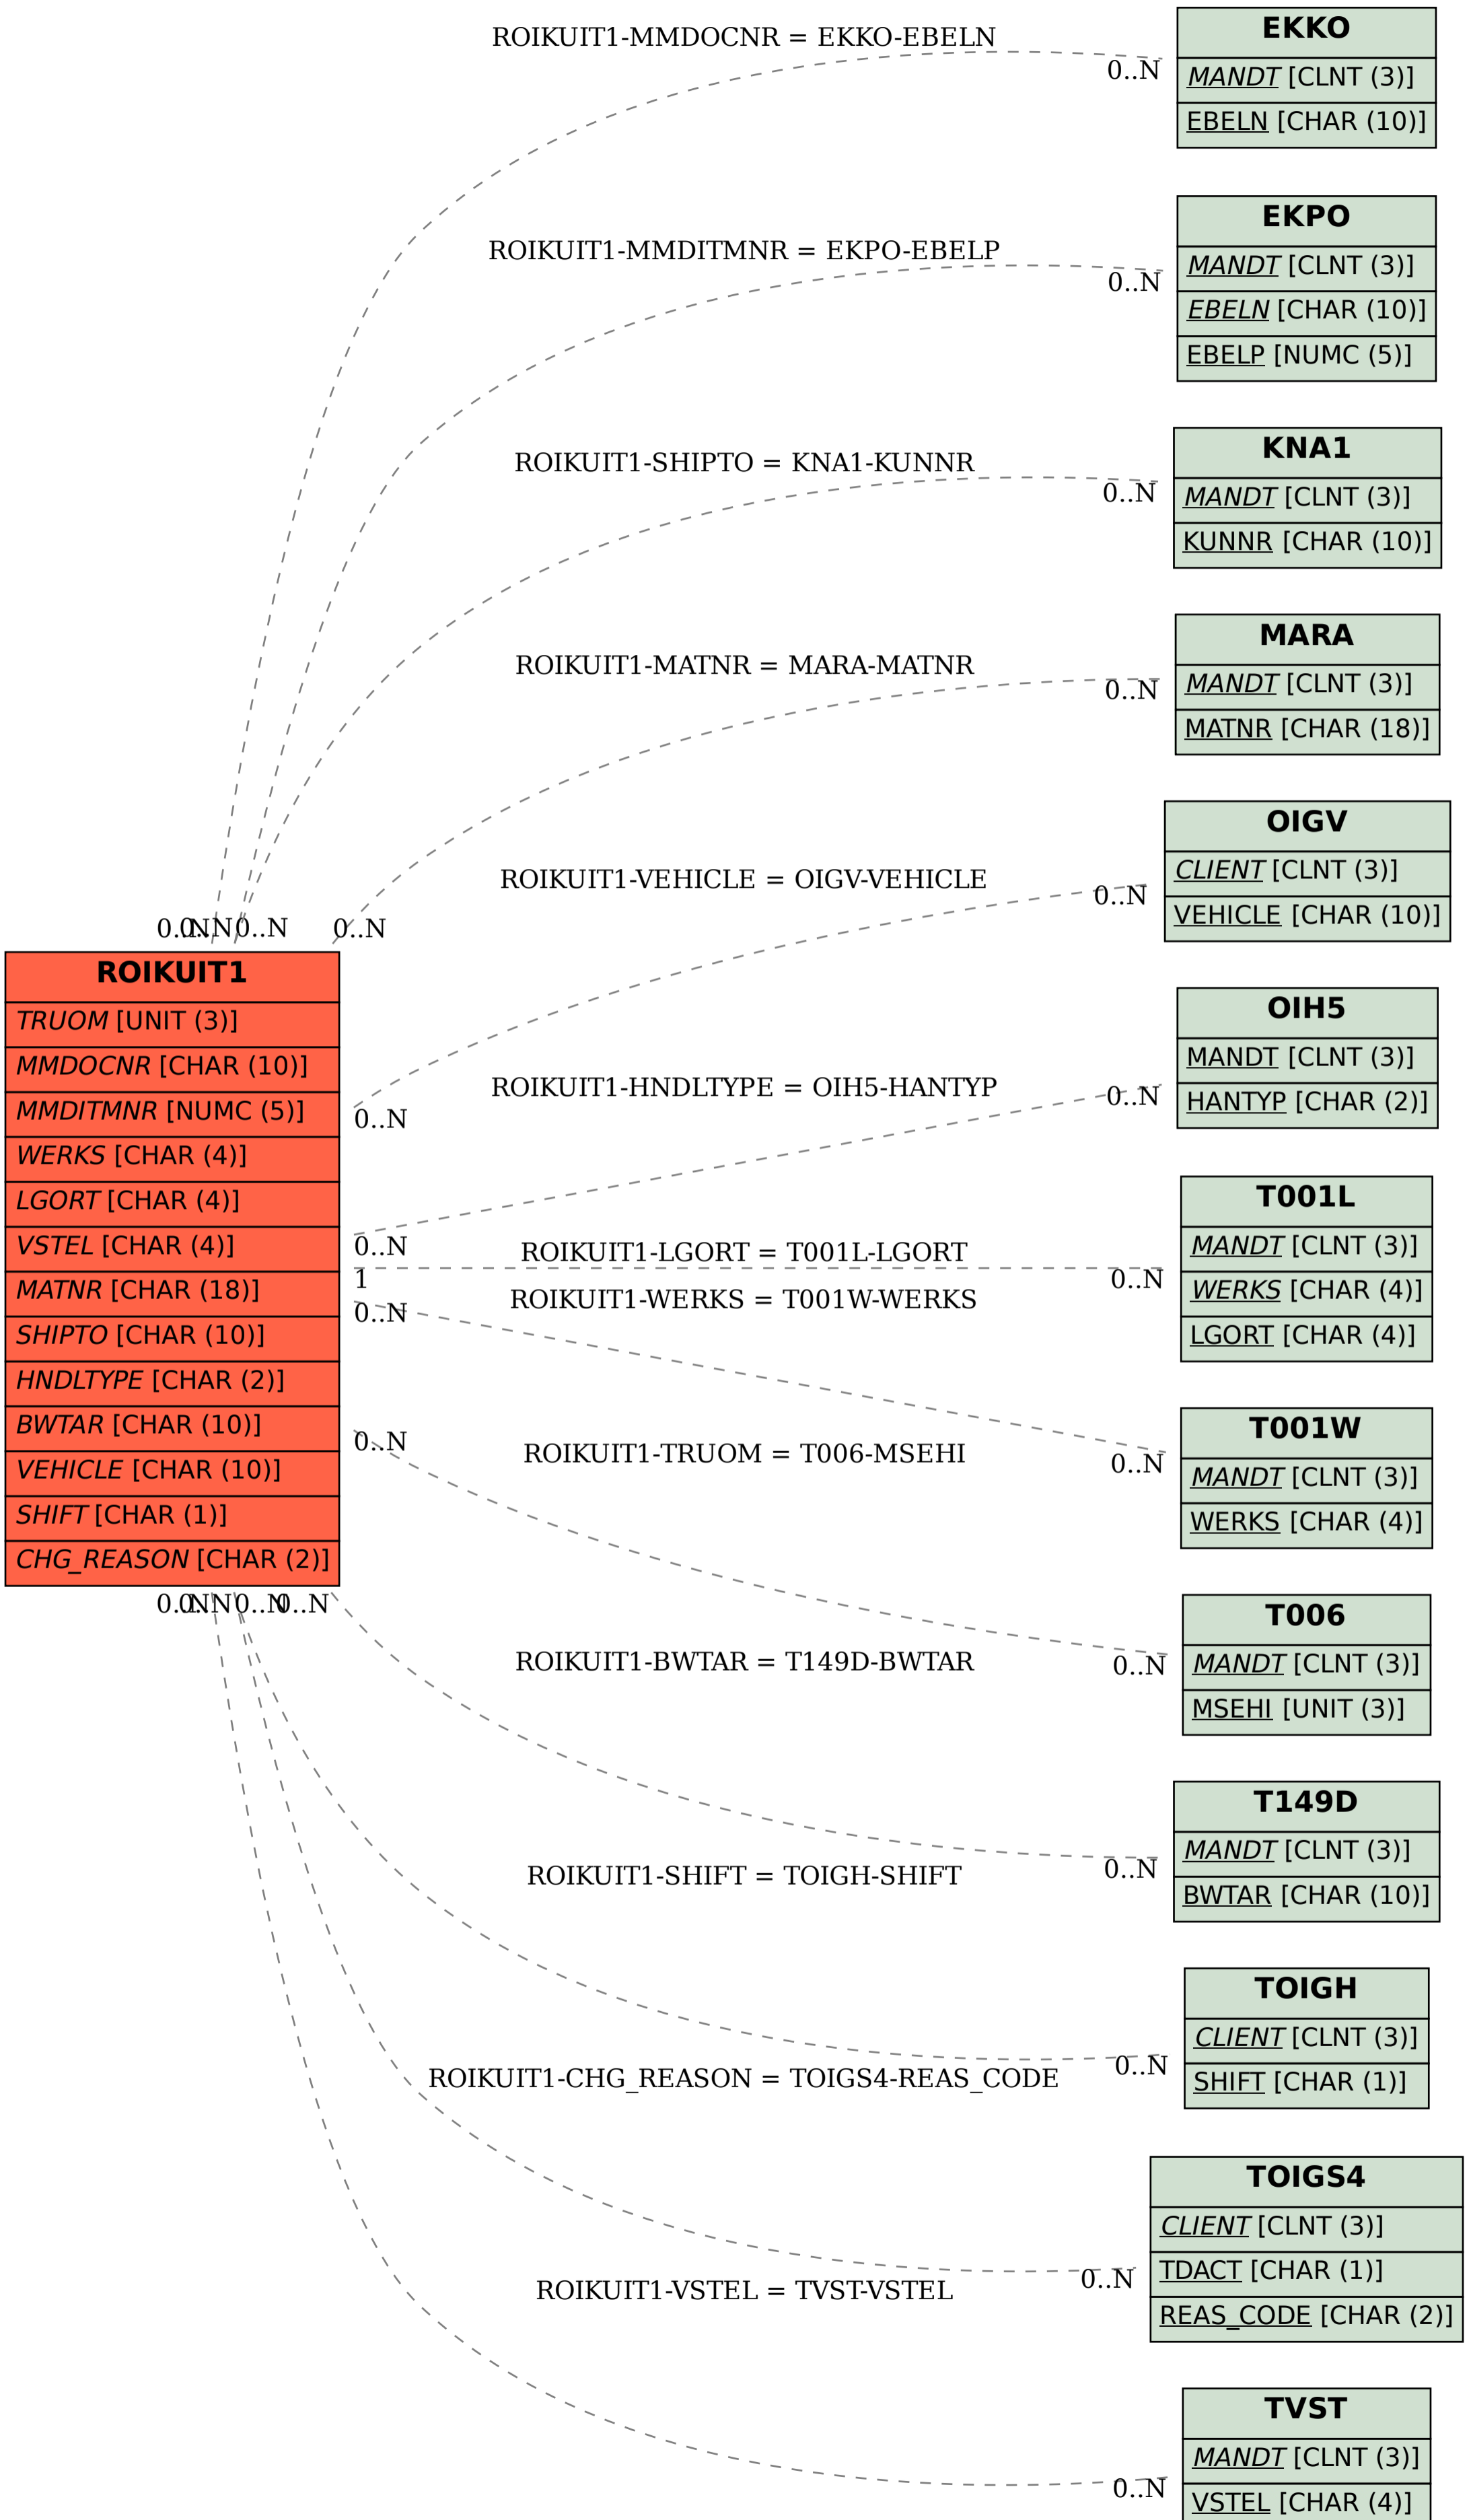 ROIKUIT1-MMDOCNR = EKKO-EBELN
0..N
EKKO
MANDT [CLNT (3)]
EBELN [CHAR (10)]
ROIKUIT1-MMDITMNR = EKPO-EBELP
0..N
EKPO
MANDT [CLNT (3)]
EBELN [CHAR (10)]
EBELP [NUMC (5)]
ROIKUIT1-SHIPTO = KNA1-KUNNR
0..N
KNA1
MANDT [CLNT (3)]
KUNNR [CHAR (10)]
ROIKUIT1-MATNR = MARA-MATNR
0..N
MARA
MANDT [CLNT (3)]
MATNR [CHAR (18)]
ROIKUIT1-VEHICLE = OIGV-VEHICLE
0..N
OIGV
CLIENT [CLNT (3)]
VEHICLE [CHAR (10)]
0..N
0..N
0..N
0..N
ROIKUIT1
TRUOM [UNIT (3)]
MMDOCNR [CHAR (10)]
MMDITMNR [NUMC (5)]
WERKS [CHAR (4)]
LGORT [CHAR (4)]
VSTEL [CHAR (4)]
MATNR [CHAR (18)]
SHIPTO [CHAR (10)]
HNDLTYPE [CHAR (2)]
BWTAR [CHAR (10)]
VEHICLE [CHAR (10)]
SHIFT [CHAR (1)]
CHG_REASON [CHAR (2)]
0..N
0..N
1
0..N
0..N
0..N
0..N
0..N
0..N
ROIKUIT1-HNDLTYPE = OIH5-HANTYP
0..N
OIH5
MANDT [CLNT (3)]
HANTYP [CHAR (2)]
ROIKUIT1-LGORT = T001L-LGORT
0..N
T001L
MANDT [CLNT (3)]
WERKS [CHAR (4)]
LGORT [CHAR (4)]
ROIKUIT1-WERKS = T001W-WERKS
0..N
T001W
MANDT [CLNT (3)]
WERKS [CHAR (4)]
ROIKUIT1-TRUOM = T006-MSEHI
0..N
T006
MANDT [CLNT (3)]
MSEHI [UNIT (3)]
ROIKUIT1-BWTAR = T149D-BWTAR
0..N
T149D
MANDT [CLNT (3)]
BWTAR [CHAR (10)]
ROIKUIT1-SHIFT = TOIGH-SHIFT
0..N
TOIGH
CLIENT [CLNT (3)]
SHIFT [CHAR (1)]
ROIKUIT1-CHG_REASON = TOIGS4-REAS_CODE
0..N
TOIGS4
CLIENT [CLNT (3)]
TDACT [CHAR (1)]
REAS_CODE [CHAR (2)]
ROIKUIT1-VSTEL = TVST-VSTEL
0..N
TVST
MANDT [CLNT (3)]
VSTEL [CHAR (4)]